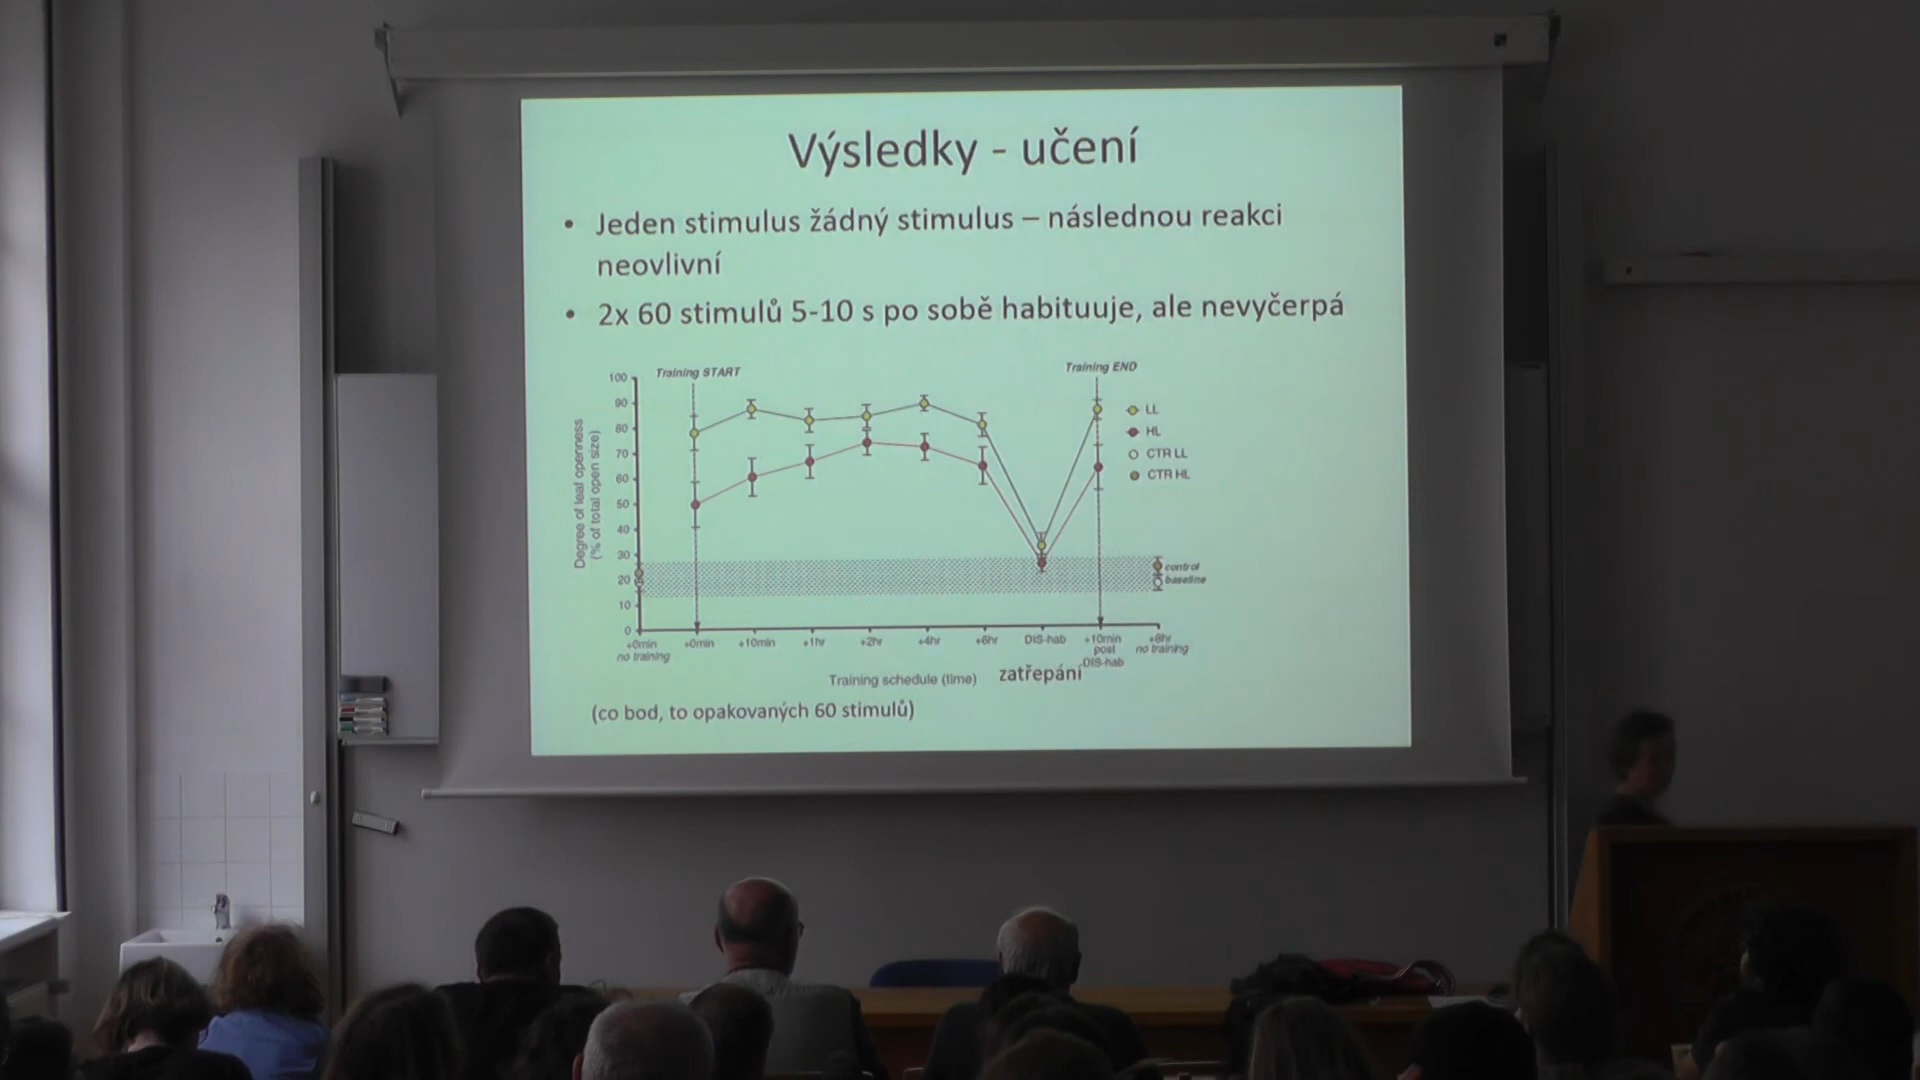 Výsledky - učení
• Jeden stimulus žádný stimulus – následnou reakci
neovlivní
• 2x 60 stimulů 5-10 s po sobě habituuje, ale nevyčerpá
Training START
Training END
100
90
80
70
60
50
40
30
20
10
0
Degree of leaf openness
(% of total open size)
LL
HL
CTR LL
CTR HL
control
baseline
+0min
no training
+0min
+10min
+1hr
+2hr
+4hr
+6hr
DIS-hab
+10min
post
DIS-hab
+6hr
no training
Training schedule (time)
zatřepání
(co bod, to opakovaných 60 stimulů)